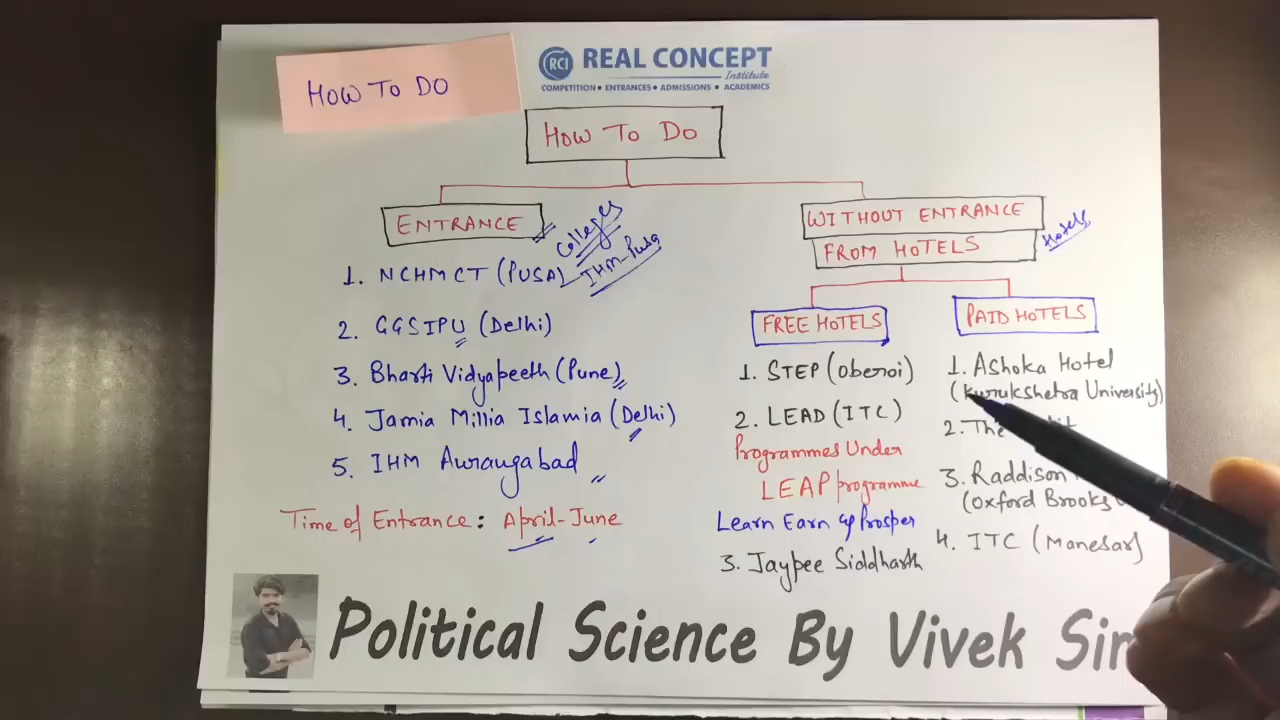 HOW TO DO
RCI REAL CONCEPT
Institute
COMPETITION • ENTRANCES • ADMISSIONS • ACADEMICS
HOW TO DO
ENTRANCE
Colleges
IHM-Pusa
1. NCHMCT (PUSA)
2. GGSIPU (Delhi)
3. Bharti Vidyapeeth (Pune)
4. Jamia Millia Islamia (Delhi)
5. IHM Aurangabad
Time of Entrance: April-June
WITHOUT ENTRANCE
FROM HOTELS
Hotels
FREE HOTELS
1. STEP (Oberoi)
2. LEAD (ITC)
Programmes Under
LEAP programme
Learn Earn & Prosper
3. Jaypee Siddharth
PAID HOTELS
1. Ashoka Hotel
(Kurukshetra University)
2. The
3. Raddison
(Oxford Brooks
4. ITC (Manesar)
Political Science By Vivek Sin